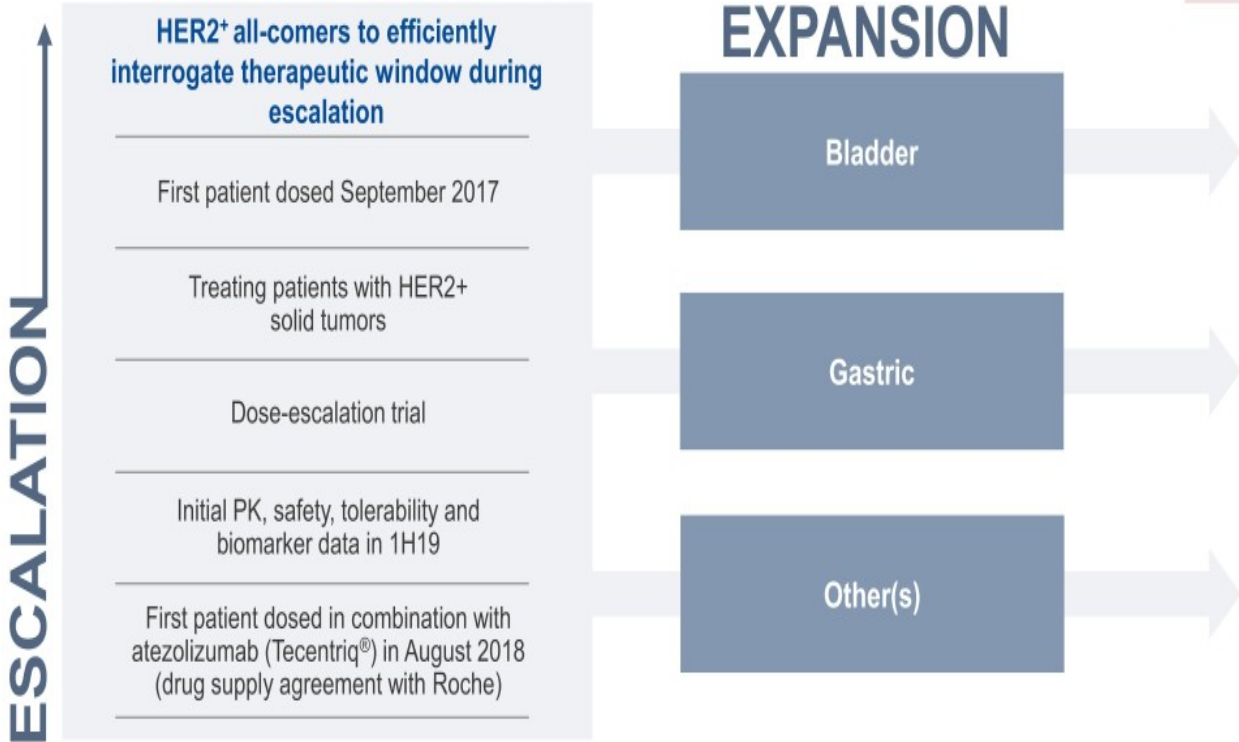 ESCALATION
HER2⁺ all-comers to efficiently
interrogate therapeutic window during
escalation
First patient dosed September 2017
Treating patients with HER2+
solid tumors
Dose-escalation trial
Initial PK, safety, tolerability and
biomarker data in 1H19
First patient dosed in combination with
atezolizumab (Tecentriq®) in August 2018
(drug supply agreement with Roche)
EXPANSION
Bladder
Gastric
Other(s)